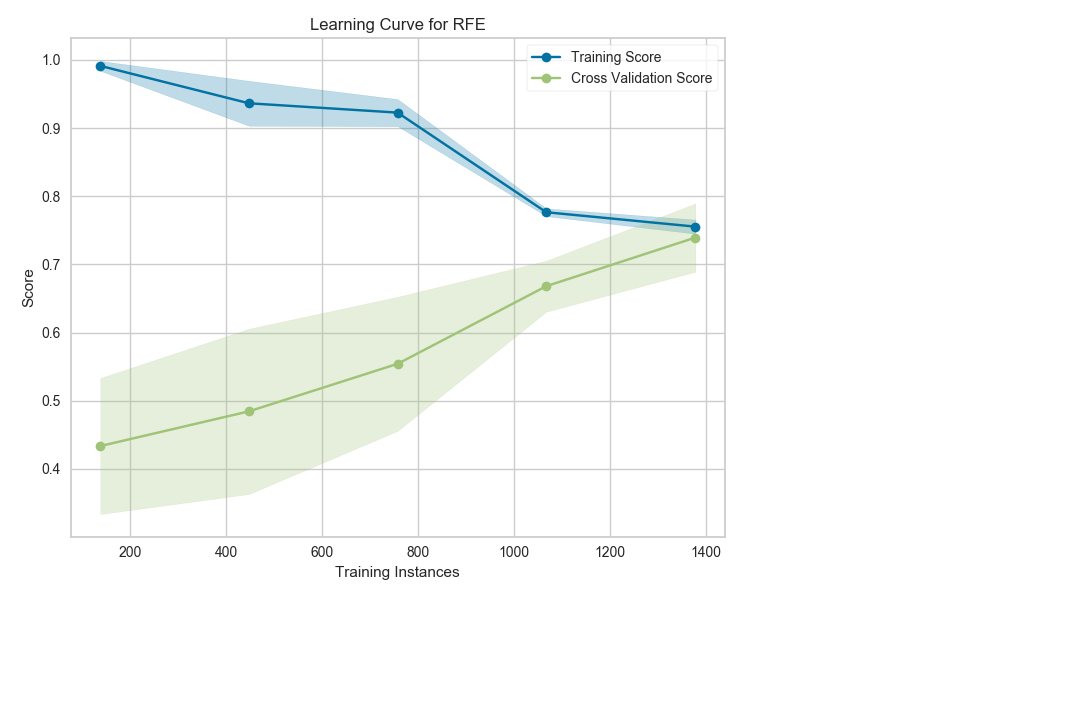 Learning Curve for RFE
Training Score
Cross Validation Score
1.0
0.9
0.8
0.7
0.6
0.5
0.4
Score
200 400 600 800 1000 1200 1400
Training Instances